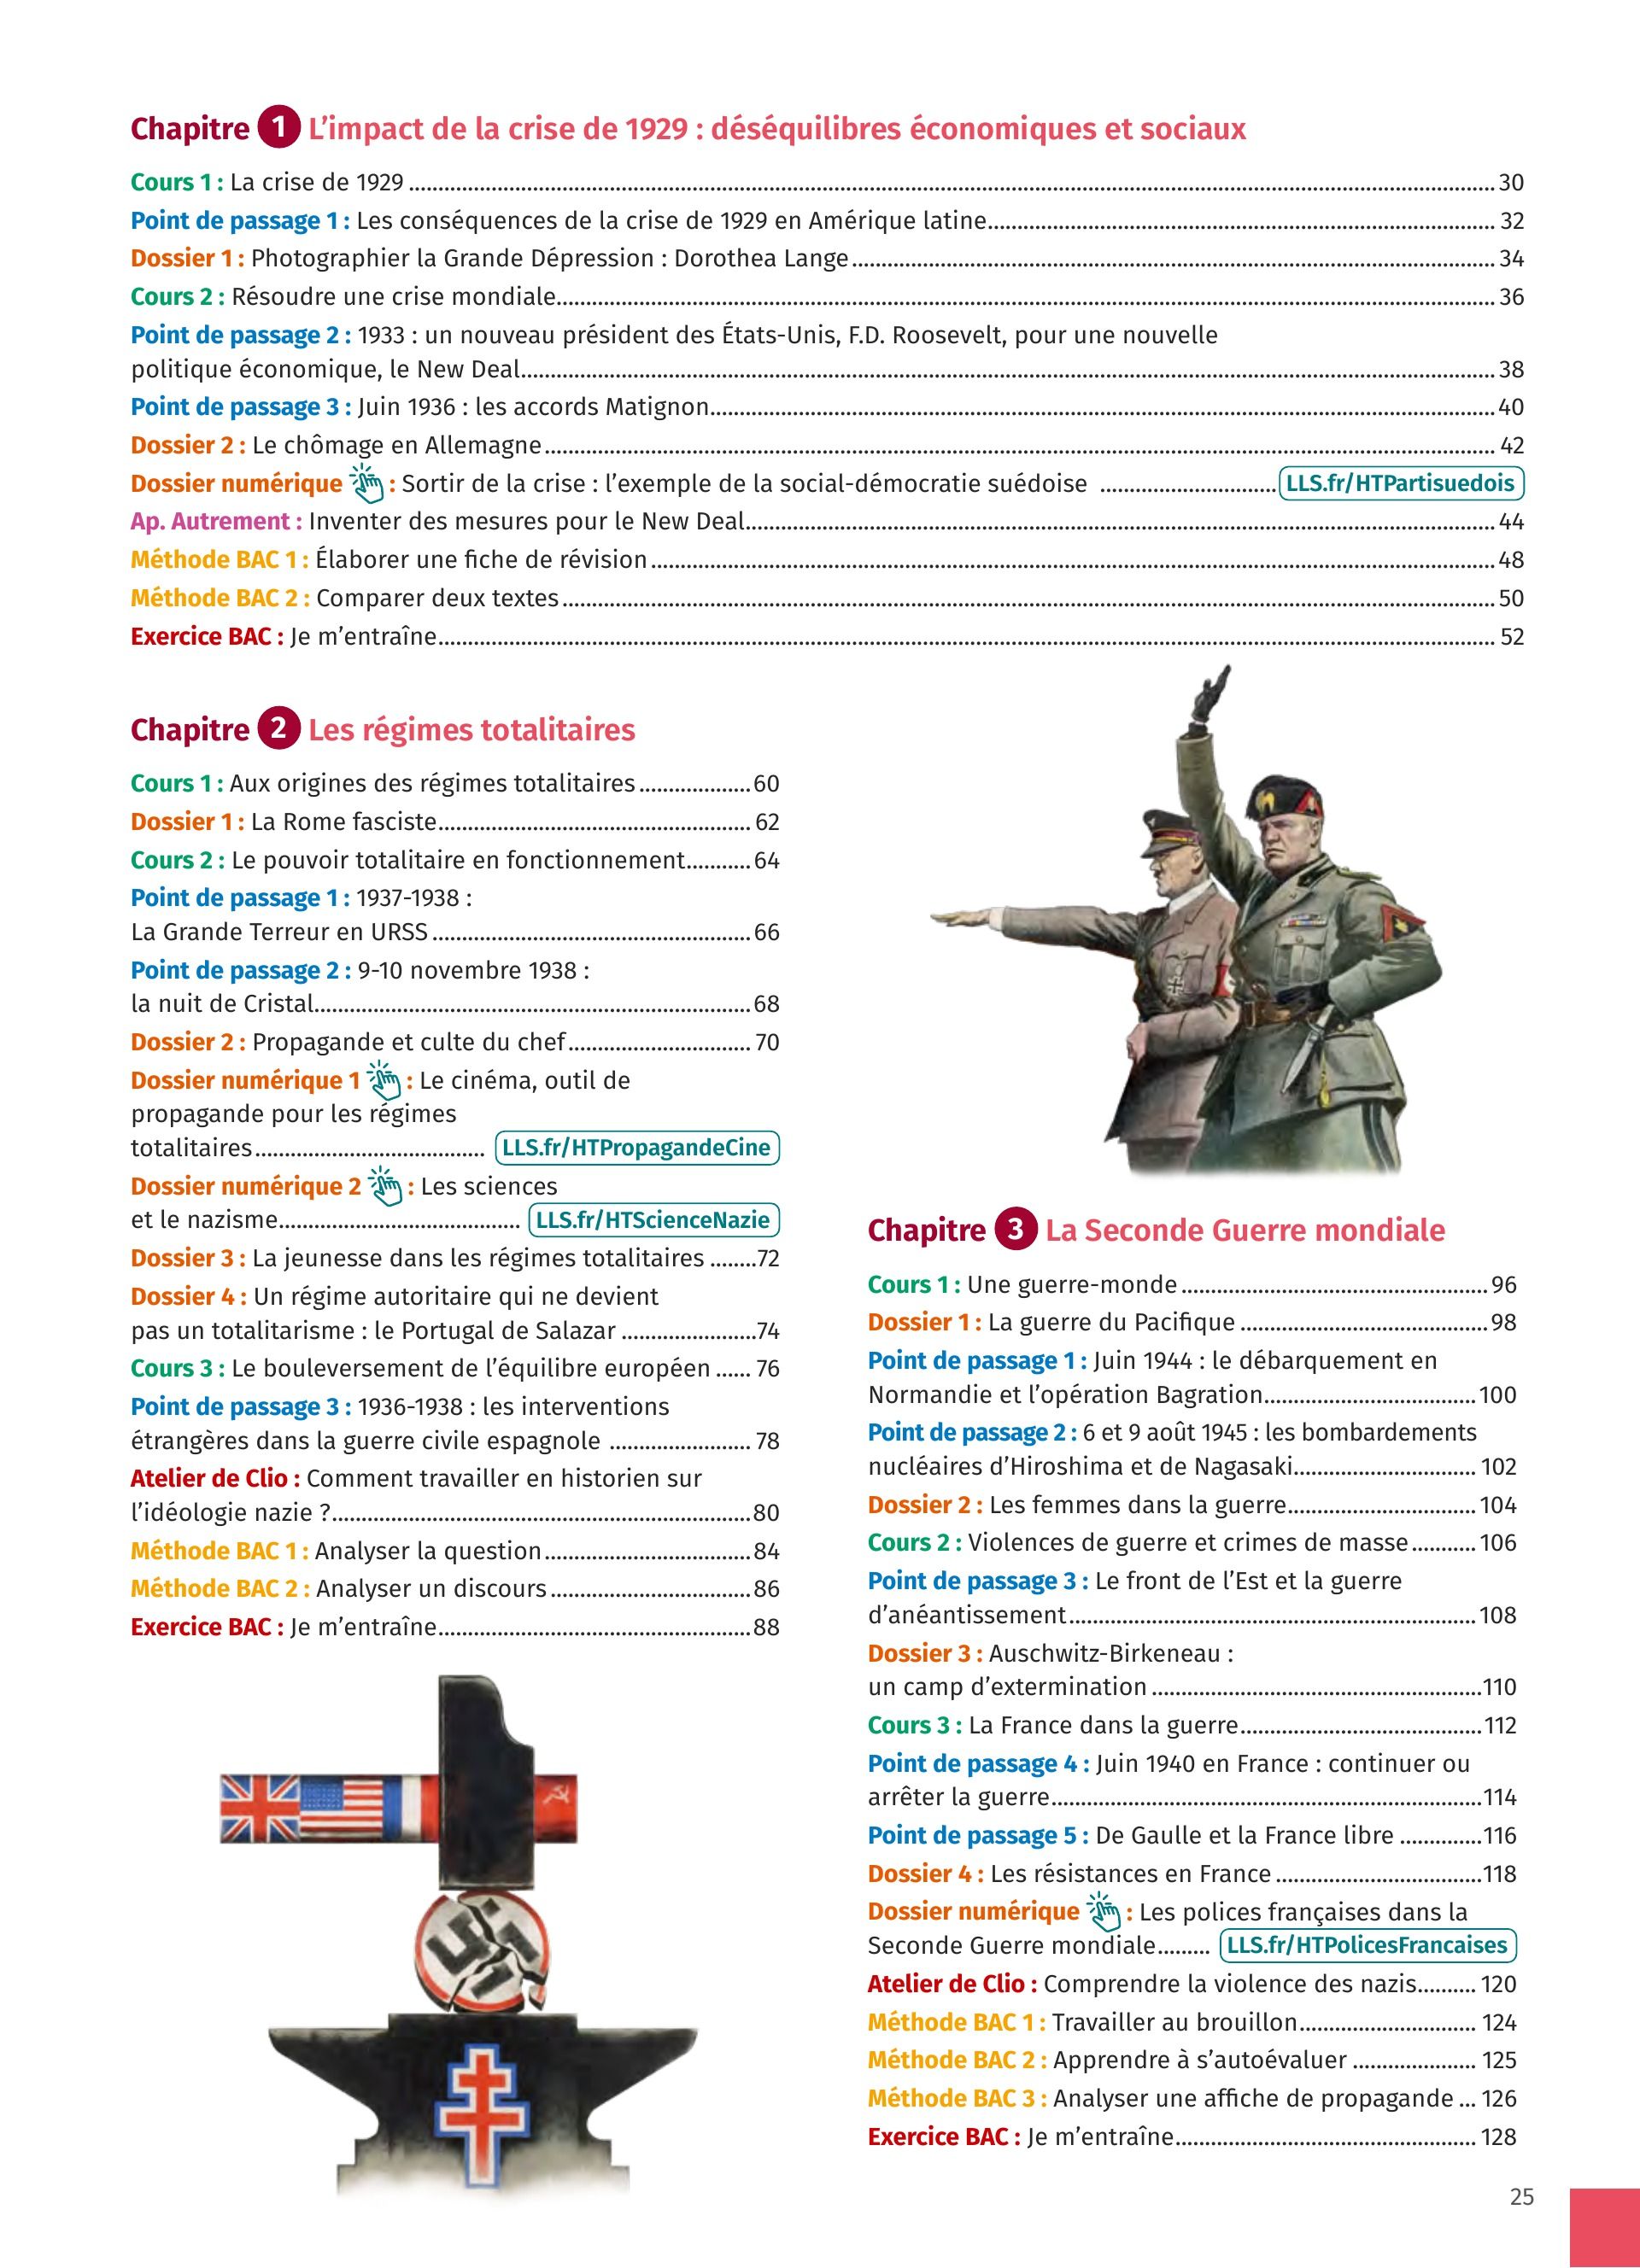 Chapitre 1 L’impact de la crise de 1929 : déséquilibres économiques et sociaux
Cours 1 : La crise de 1929 ........ 30
Point de passage 1 : Les conséquences de la crise de 1929 en Amérique latine........ 32
Dossier 1 : Photographier la Grande Dépression : Dorothea Lange ........ 34
Cours 2 : Résoudre une crise mondiale........ 36
Point de passage 2 : 1933 : un nouveau président des États-Unis, F.D. Roosevelt, pour une nouvelle
politique économique, le New Deal........ 38
Point de passage 3 : Juin 1936 : les accords Matignon........ 40
Dossier 2 : Le chômage en Allemagne ........ 42
Dossier numérique : Sortir de la crise : l’exemple de la social-démocratie suédoise ........ LLS.fr/HTPartisuedois
Ap. Autrement : Inventer des mesures pour le New Deal........ 44
Méthode BAC 1 : Élaborer une fiche de révision ........ 48
Méthode BAC 2 : Comparer deux textes ........ 50
Exercice BAC : Je m’entraîne........ 52
Chapitre 2 Les régimes totalitaires
Cours 1 : Aux origines des régimes totalitaires ........ 60
Dossier 1 : La Rome fasciste........ 62
Cours 2 : Le pouvoir totalitaire en fonctionnement........ 64
Point de passage 1 : 1937-1938 :
La Grande Terreur en URSS ........ 66
Point de passage 2 : 9-10 novembre 1938 :
la nuit de Cristal........ 68
Dossier 2 : Propagande et culte du chef ........ 70
Dossier numérique 1 : Le cinéma, outil de
propagande pour les régimes
totalitaires ........ LLS.fr/HTPropagandeCine
Dossier numérique 2 : Les sciences
et le nazisme........ LLS.fr/HTScienceNazie
Dossier 3 : La jeunesse dans les régimes totalitaires ........72
Dossier 4 : Un régime autoritaire qui ne devient
pas un totalitarisme : le Portugal de Salazar ........74
Cours 3 : Le bouleversement de l’équilibre européen ...... 76
Point de passage 3 : 1936-1938 : les interventions
étrangères dans la guerre civile espagnole ........ 78
Atelier de Clio : Comment travailler en historien sur
l’idéologie nazie ?........ 80
Méthode BAC 1 : Analyser la question ........ 84
Méthode BAC 2 : Analyser un discours ........ 86
Exercice BAC : Je m’entraîne........ 88
Chapitre 3 La Seconde Guerre mondiale
Cours 1 : Une guerre-monde ........ 96
Dossier 1 : La guerre du Pacifique ........ 98
Point de passage 1 : Juin 1944 : le débarquement en
Normandie et l’opération Bagration........ 100
Point de passage 2 : 6 et 9 août 1945 : les bombardements
nucléaires d’Hiroshima et de Nagasaki........ 102
Dossier 2 : Les femmes dans la guerre........ 104
Cours 2 : Violences de guerre et crimes de masse ........ 106
Point de passage 3 : Le front de l’Est et la guerre
d’anéantissement ........ 108
Dossier 3 : Auschwitz-Birkeneau :
un camp d’extermination ........ 110
Cours 3 : La France dans la guerre........ 112
Point de passage 4 : Juin 1940 en France : continuer ou
arrêter la guerre........ 114
Point de passage 5 : De Gaulle et la France libre ........ 116
Dossier 4 : Les résistances en France ........ 118
Dossier numérique : Les polices françaises dans la
Seconde Guerre mondiale......... LLS.fr/HTPolicesFrancaises
Atelier de Clio : Comprendre la violence des nazis........ 120
Méthode BAC 1 : Travailler au brouillon........ 124
Méthode BAC 2 : Apprendre à s’autoévaluer ........ 125
Méthode BAC 3 : Analyser une affiche de propagande ... 126
Exercice BAC : Je m’entraîne........ 128
25